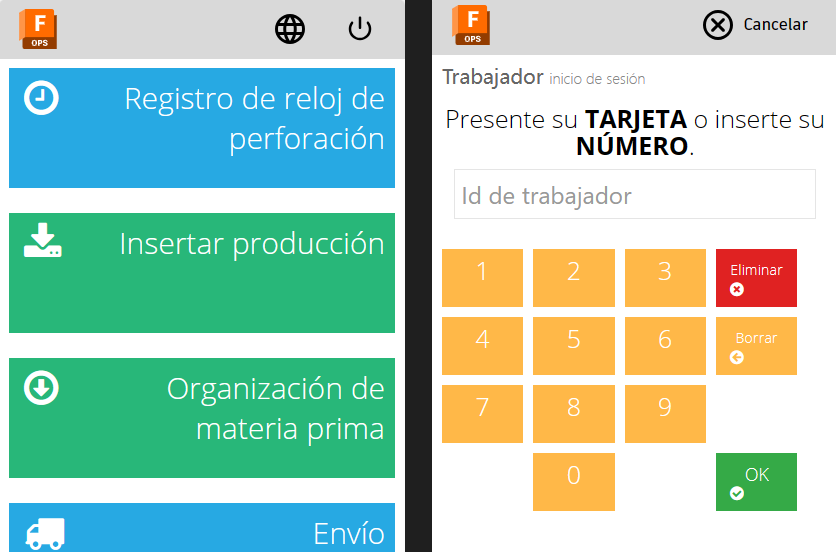 F
OPS
Registro de reloj de
perforación
Insertar producción
Organización de
materia prima
Envío
F
OPS
Cancelar
Trabajador inicio de sesión
Presente su TARJETA o inserte su
NÚMERO.
Id de trabajador
1 2 3 Eliminar
4 5 6 Borrar
7 8 9
0 OK